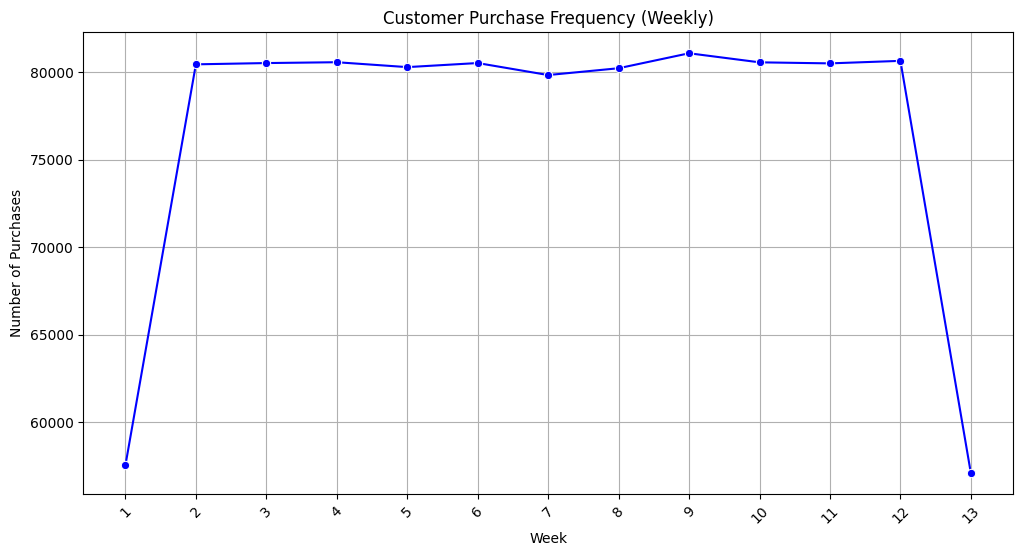 Customer Purchase Frequency (Weekly)
80000
75000
70000
65000
60000
Number of Purchases
1 2 3 4 5 6 7 8 9 10 11 12 13
Week